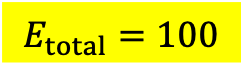 E_total = 100